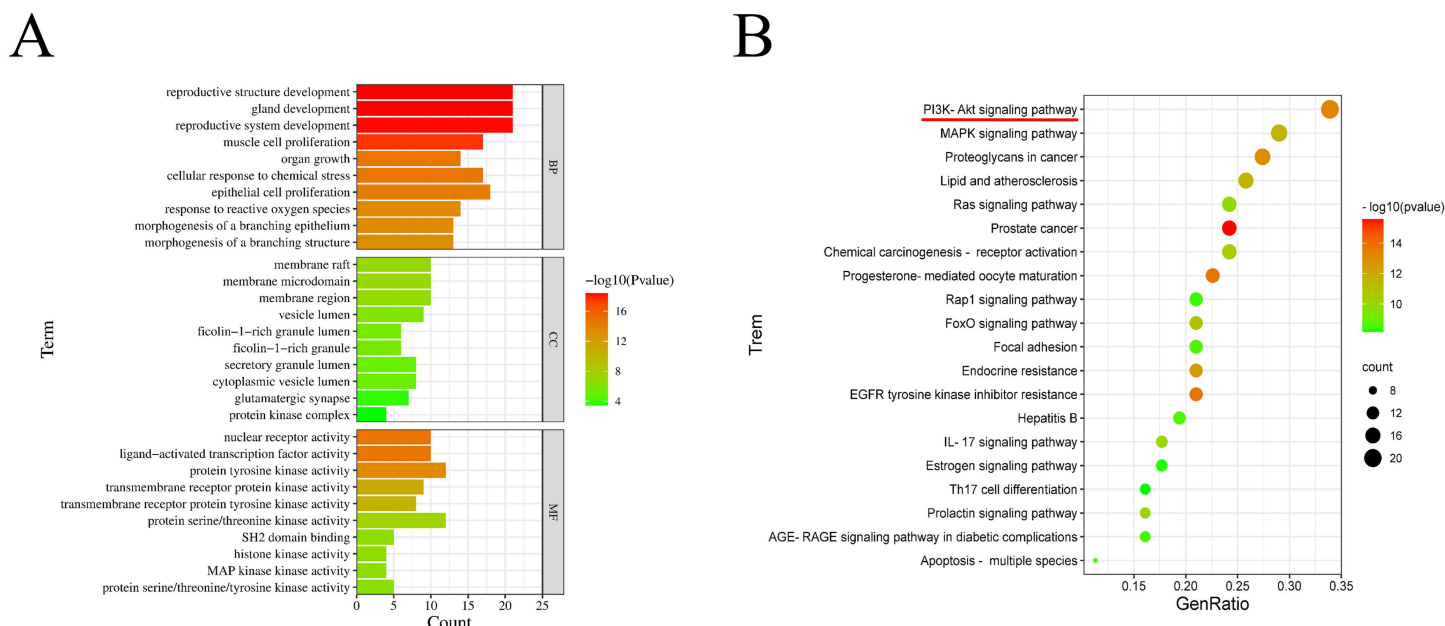 A
reproductive structure development
gland development
reproductive system development
muscle cell proliferation
organ growth
cellular response to chemical stress
epithelial cell proliferation
response to reactive oxygen species
morphogenesis of a branching epithelium
morphogenesis of a branching structure
BP
membrane raft
membrane microdomain
membrane region
vesicle lumen
ficolin−1−rich granule lumen
ficolin−1−rich granule
secretory granule lumen
cytoplasmic vesicle lumen
glutamatergic synapse
protein kinase complex
CC
nuclear receptor activity
ligand−activated transcription factor activity
protein tyrosine kinase activity
transmembrane receptor protein kinase activity
transmembrane receptor protein tyrosine kinase activity
protein serine/threonine kinase activity
SH2 domain binding
histone kinase activity
MAP kinase kinase activity
protein serine/threonine/tyrosine kinase activity
MF
Term
0 5 10 15 20 25
Count
−log10(Pvalue)
16
12
8
4
B
PI3K- Akt signaling pathway
MAPK signaling pathway
Proteoglycans in cancer
Lipid and atherosclerosis
Ras signaling pathway
Prostate cancer
Chemical carcinogenesis - receptor activation
Progesterone- mediated oocyte maturation
Rap1 signaling pathway
FoxO signaling pathway
Focal adhesion
Endocrine resistance
EGFR tyrosine kinase inhibitor resistance
Hepatitis B
IL- 17 signaling pathway
Estrogen signaling pathway
Th17 cell differentiation
Prolactin signaling pathway
AGE- RAGE signaling pathway in diabetic complications
Apoptosis - multiple species
Trem
0.15 0.20 0.25 0.30 0.35
GenRatio
- log10(pvalue)
14
12
10
count
8
12
16
20